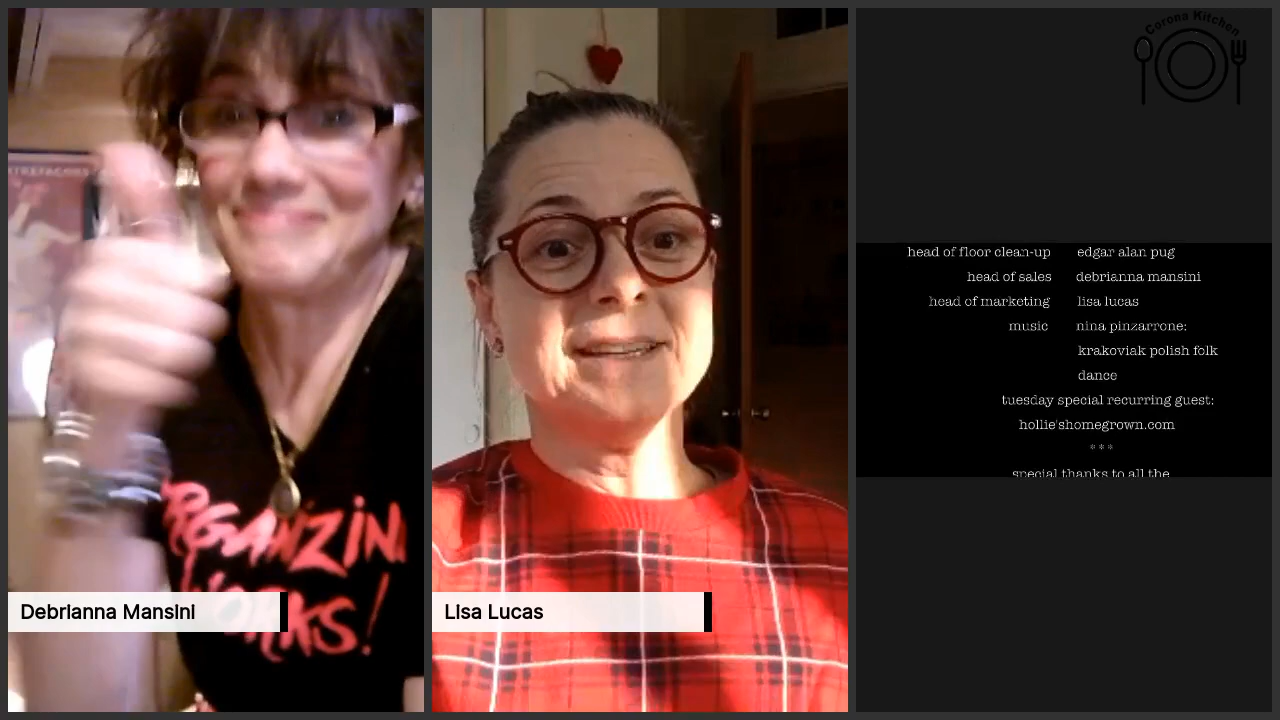 TREFAÇONS
ORGANiZiN
WORKS!
Debrianna Mansini
Lisa Lucas
Corona Kitchen
head of floor clean-up edgar alan pug
head of sales debrianna mansini
head of marketing lisa lucas
music nina pinzarrone:
krakoviak polish folk
dance
tuesday special recurring guest:
hollie'shomegrown.com
***
special thanks to all the